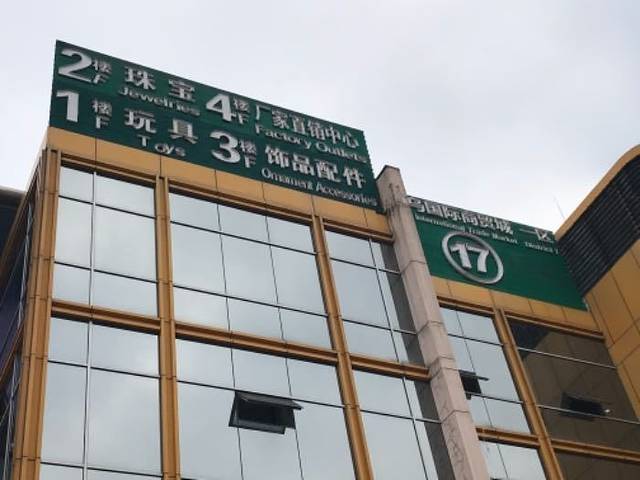 2楼F 珠宝 Jewelries
4楼F 厂家直销中心 Factory Outlets
1楼F 玩具 Toys
3楼F 饰品配件 Ornament Accessories
乌国际商贸城 一区
International Trade Market District 1
17